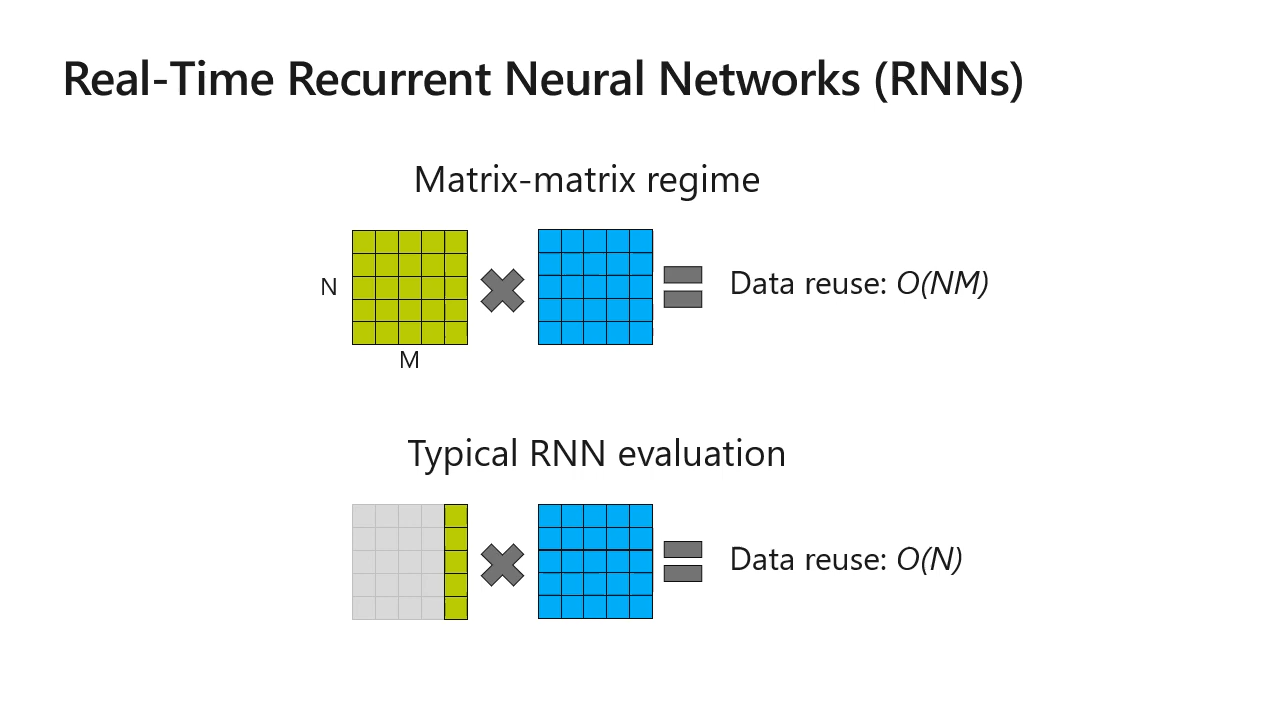 Real-Time Recurrent Neural Networks (RNNs)
Matrix-matrix regime
N
M
Data reuse: O(NM)
Typical RNN evaluation
Data reuse: O(N)